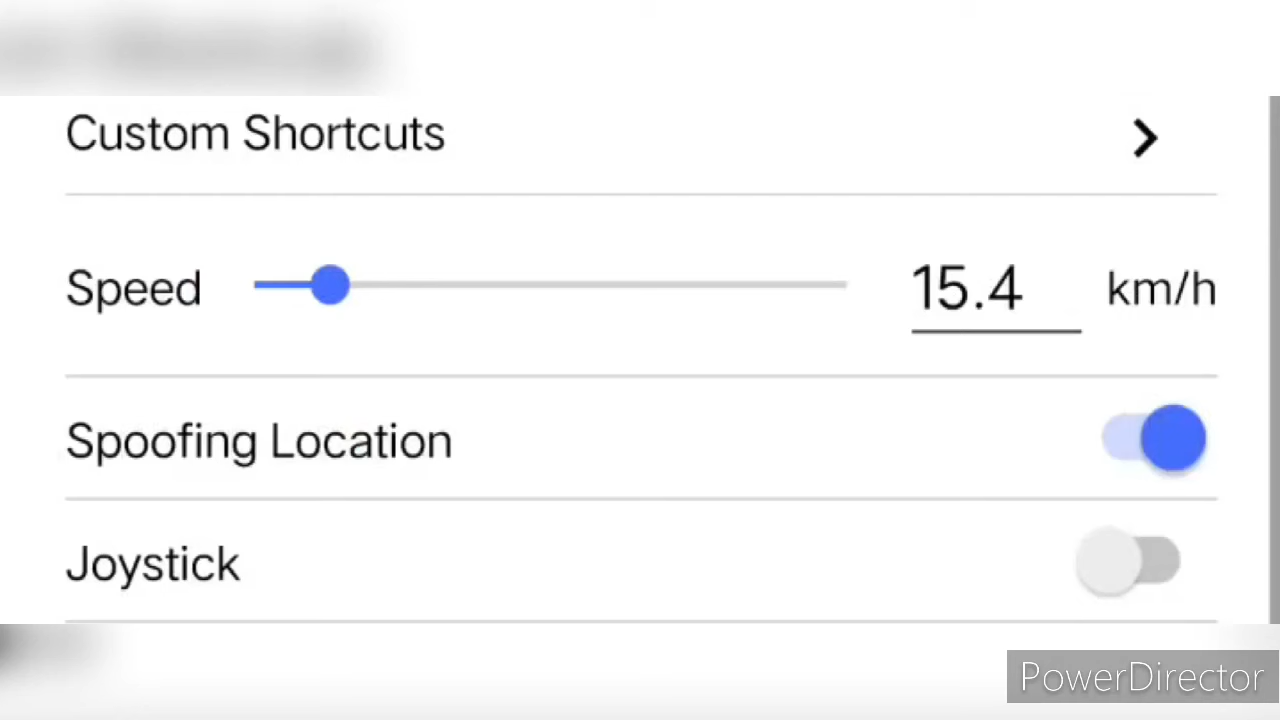 Custom Shortcuts
Speed 15.4 km/h
Spoofing Location
Joystick
PowerDirector